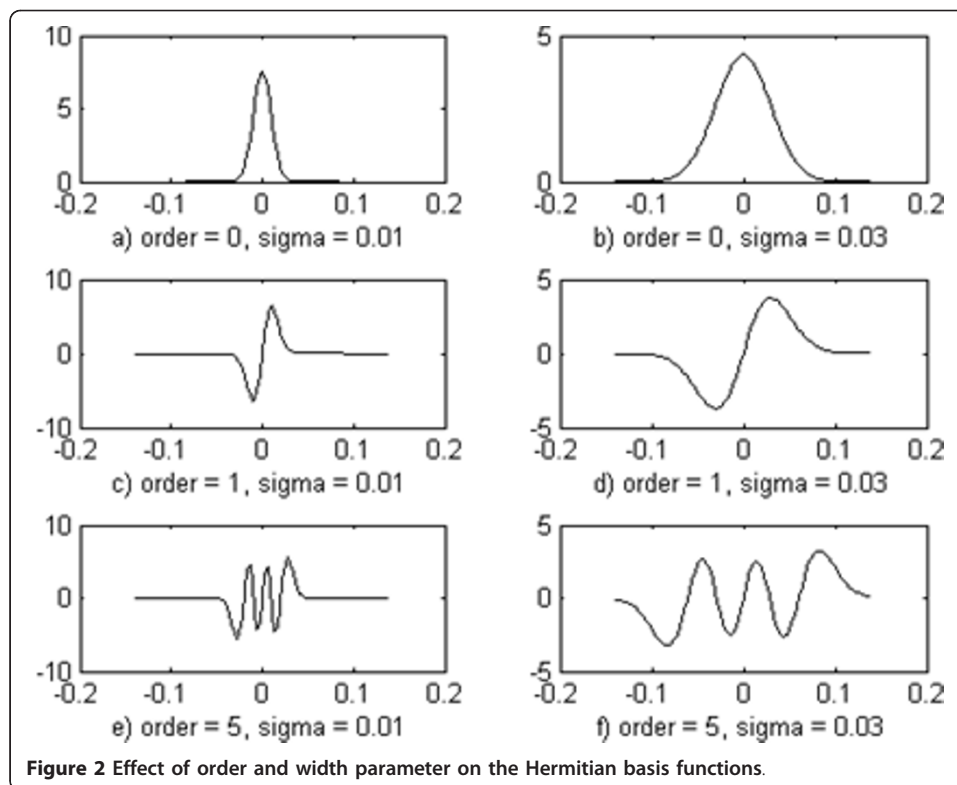 10
5
0
-0.2 -0.1 0 0.1 0.2
a) order = 0, sigma = 0.01
5
0
-0.2 -0.1 0 0.1 0.2
b) order = 0, sigma = 0.03
10
0
-10
-0.2 -0.1 0 0.1 0.2
c) order = 1, sigma = 0.01
5
0
-5
-0.2 -0.1 0 0.1 0.2
d) order = 1, sigma = 0.03
10
0
-10
-0.2 -0.1 0 0.1 0.2
e) order = 5, sigma = 0.01
5
0
-5
-0.2 -0.1 0 0.1 0.2
f) order = 5, sigma = 0.03
Figure 2 Effect of order and width parameter on the Hermitian basis functions.